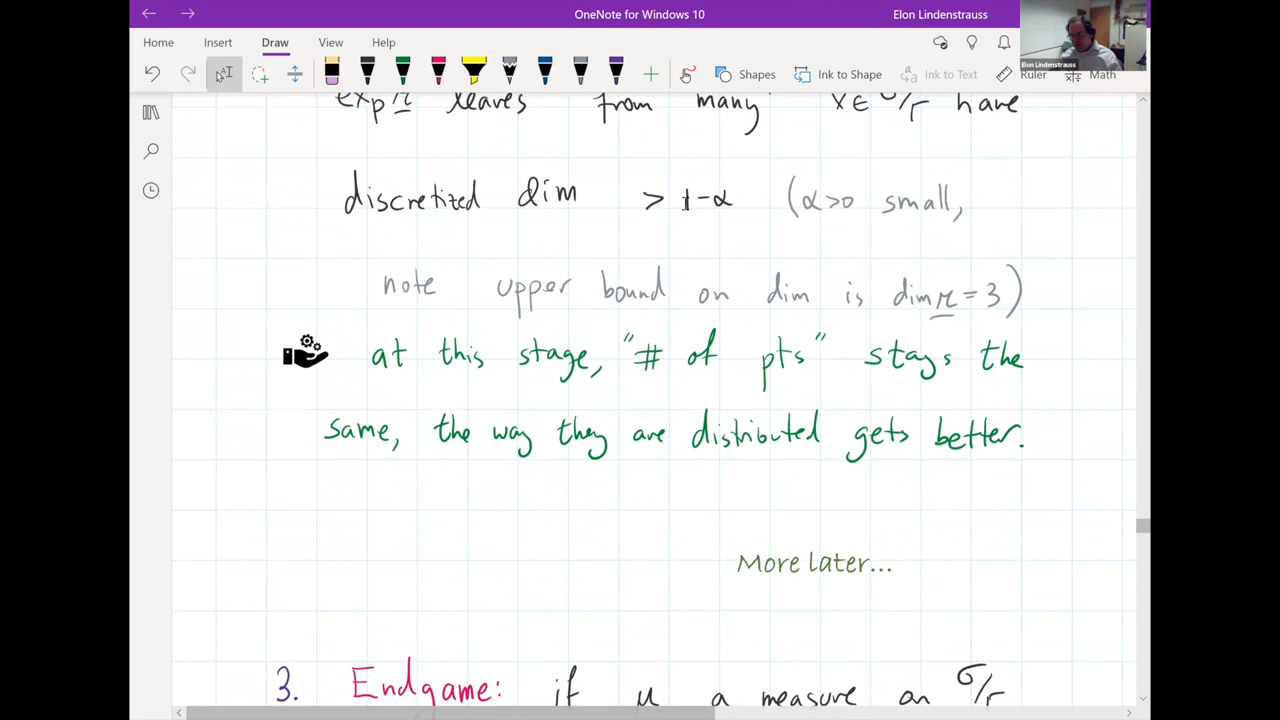 OneNote for Windows 10
Elon Lindenstrauss
Home Insert Draw View Help
Elon Lindenstrauss
Shapes Ink to Shape Ink to Text Ruler Math
exp r leaves from many x ∈ G/Γ have
discretized dim > 1-α (α>0 small,
note upper bound on dim is dim r = 3)
at this stage, "# of pts" stays the
same, the way they are distributed gets better.
More later...
3. Endgame: if μ a measure on G/Γ